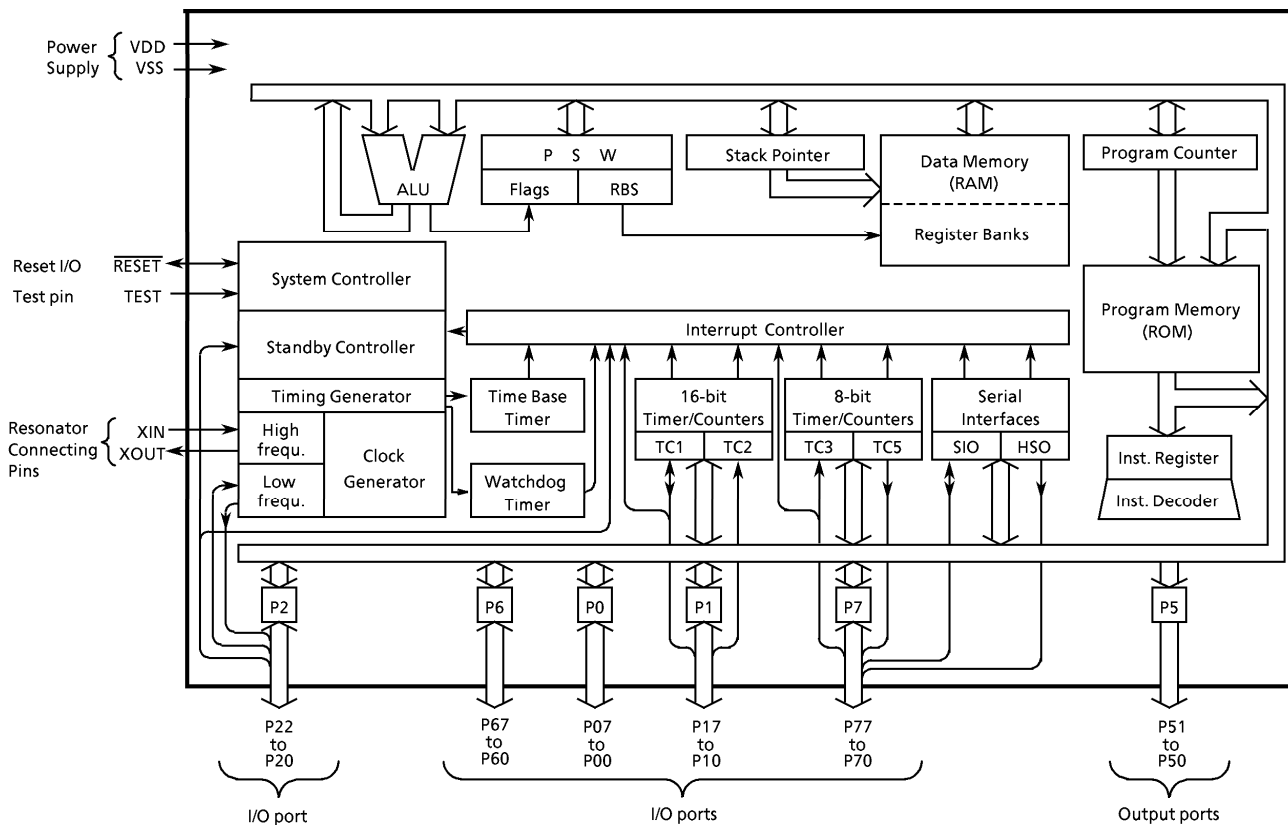 Power
Supply
VDD
VSS
P S W
Flags
RBS
ALU
Stack Pointer
Data Memory
(RAM)
Register Banks
Program Counter
Reset I/O
RESET
Test pin
TEST
System Controller
Standby Controller
Timing Generator
High
frequ.
Low
frequ.
Clock
Generator
Interrupt Controller
Program Memory
(ROM)
Time Base
Timer
Watchdog
Timer
16-bit
Timer/Counters
TC1
TC2
8-bit
Timer/Counters
TC3
TC5
Serial
Interfaces
SIO
HSO
Inst. Register
Inst. Decoder
Resonator
Connecting
Pins
XIN
XOUT
P2
P6
P0
P1
P7
P5
P22
to
P20
P67
to
P60
P07
to
P00
P17
to
P10
P77
to
P70
P51
to
P50
I/O port
I/O ports
Output ports